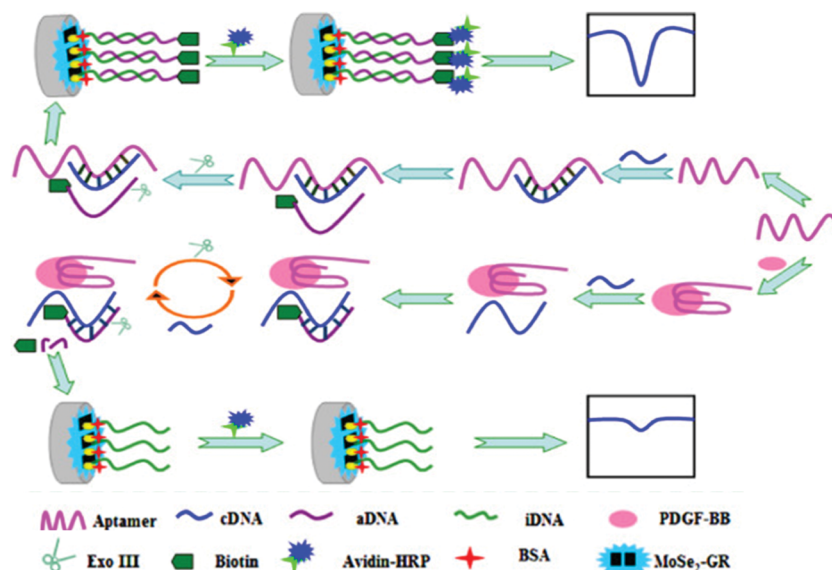 Aptamer cDNA aDNA iDNA PDGF-BB
Exo III Biotin Avidin-HRP BSA MoSe₂-GR